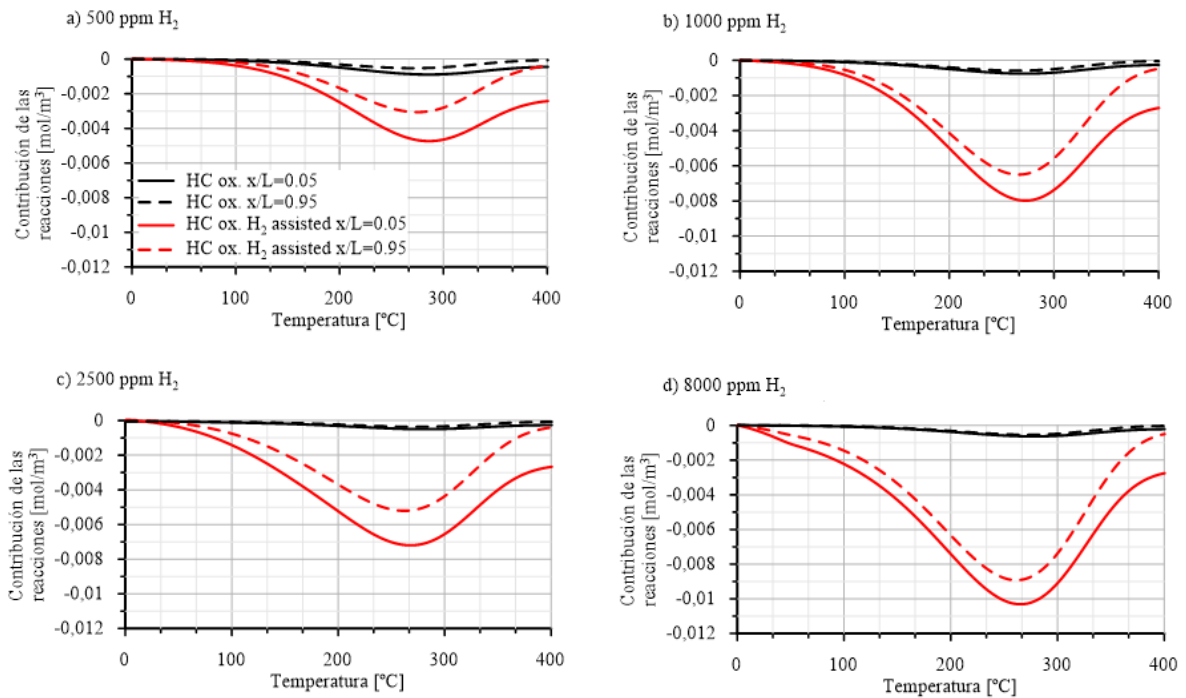 a) 500 ppm H₂
Contribución de las
reacciones [mol/m³]
0
-0,002
-0,004
-0,006
-0,008
-0,01
-0,012
HC ox. x/L=0.05
HC ox. x/L=0.95
HC ox. H₂ assisted x/L=0.05
HC ox. H₂ assisted x/L=0.95
0 100 200 300 400
Temperatura [ºC]
b) 1000 ppm H₂
Contribución de las
reacciones [mol/m³]
0
-0,002
-0,004
-0,006
-0,008
-0,01
-0,012
0 100 200 300 400
Temperatura [ºC]
c) 2500 ppm H₂
Contribución de las
reacciones [mol/m³]
0
-0,002
-0,004
-0,006
-0,008
-0,01
-0,012
0 100 200 300 400
Temperatura [ºC]
d) 8000 ppm H₂
Contribución de las
reacciones [mol/m³]
0
-0,002
-0,004
-0,006
-0,008
-0,01
-0,012
0 100 200 300 400
Temperatura [ºC]